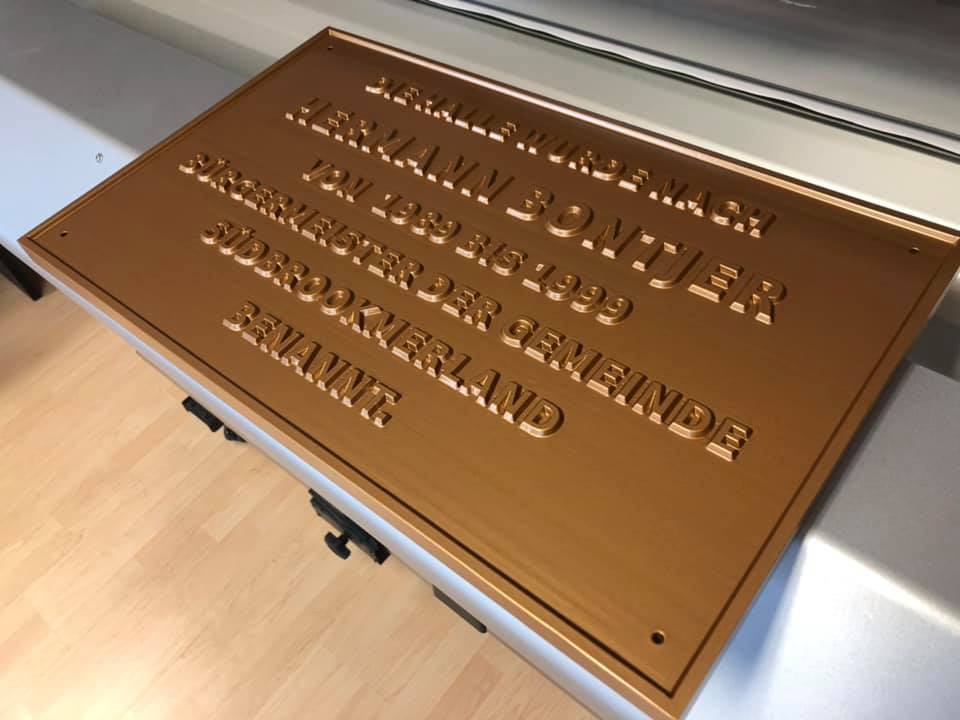 DIE HALLE WURDE NACH
HERMANN BONTJER
VON 1989 BIS 1999
BÜRGERMEISTER DER GEMEINDE
SÜDBROOKMERLAND
BENANNT.